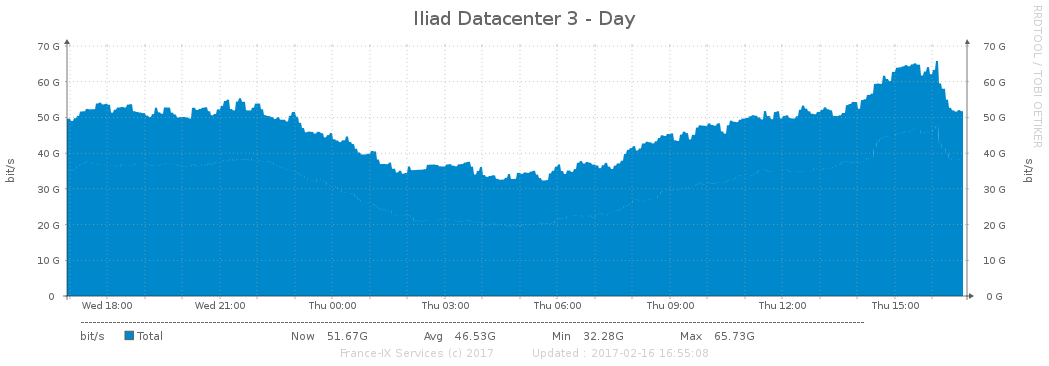 Iliad Datacenter 3 - Day
RRDTOOL / TOBI OETIKER
70 G 70 G
60 G 60 G
50 G 50 G
40 G 40 G
30 G 30 G
20 G 20 G
10 G 10 G
0 0 G
bit/s
bit/s
Wed 18:00 Wed 21:00 Thu 00:00 Thu 03:00 Thu 06:00 Thu 09:00 Thu 12:00 Thu 15:00
bit/s Total Now 51.67G Avg 46.53G Min 32.28G Max 65.73G
France-IX Services (c) 2017 Updated : 2017-02-16 16:55:08